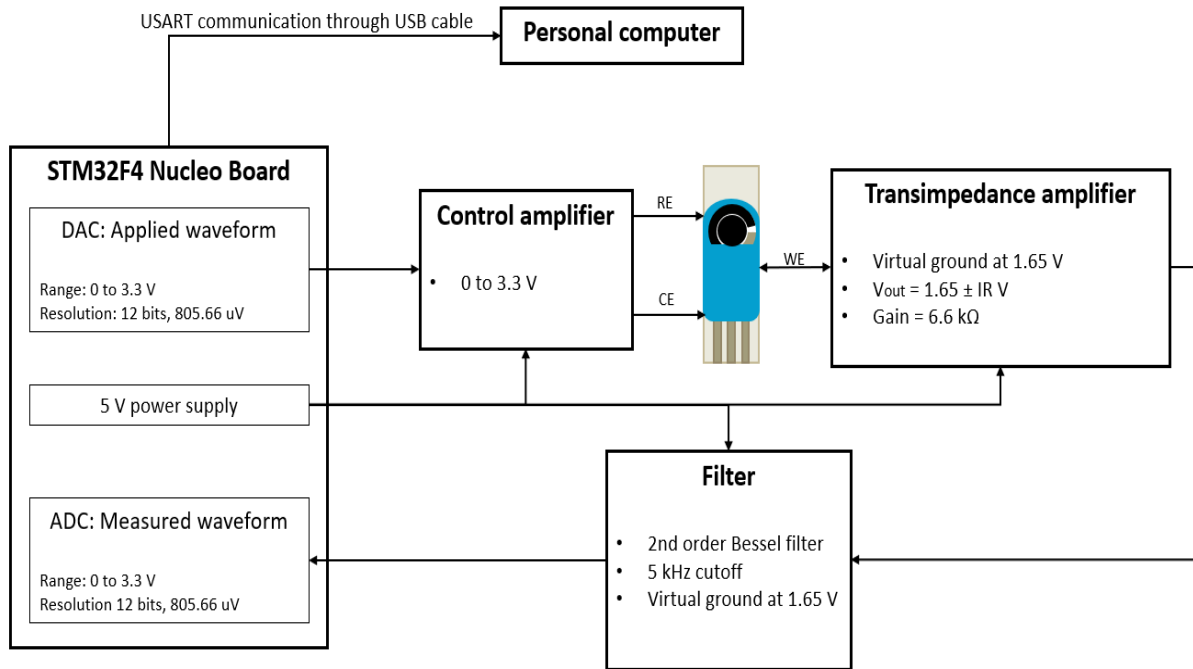 USART communication through USB cable
Personal computer
STM32F4 Nucleo Board
DAC: Applied waveform
Range: 0 to 3.3 V
Resolution: 12 bits, 805.66 uV
5 V power supply
ADC: Measured waveform
Range: 0 to 3.3 V
Resolution 12 bits, 805.66 uV
Control amplifier
• 0 to 3.3 V
RE
CE
WE
Transimpedance amplifier
• Virtual ground at 1.65 V
• Vout = 1.65 ± IR V
• Gain = 6.6 kΩ
Filter
• 2nd order Bessel filter
• 5 kHz cutoff
• Virtual ground at 1.65 V